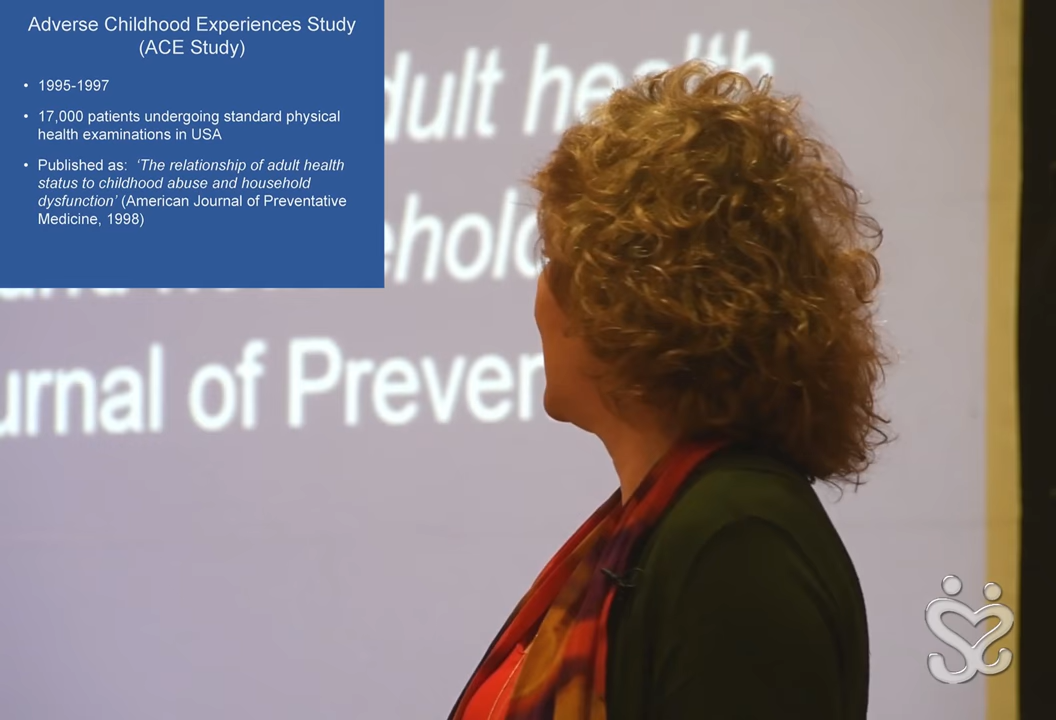 Adverse Childhood Experiences Study
(ACE Study)
• 1995-1997
• 17,000 patients undergoing standard physical
health examinations in USA
• Published as: ‘The relationship of adult health
status to childhood abuse and household
dysfunction’ (American Journal of Preventative
Medicine, 1998)
dult health
ehold
urnal of Preven